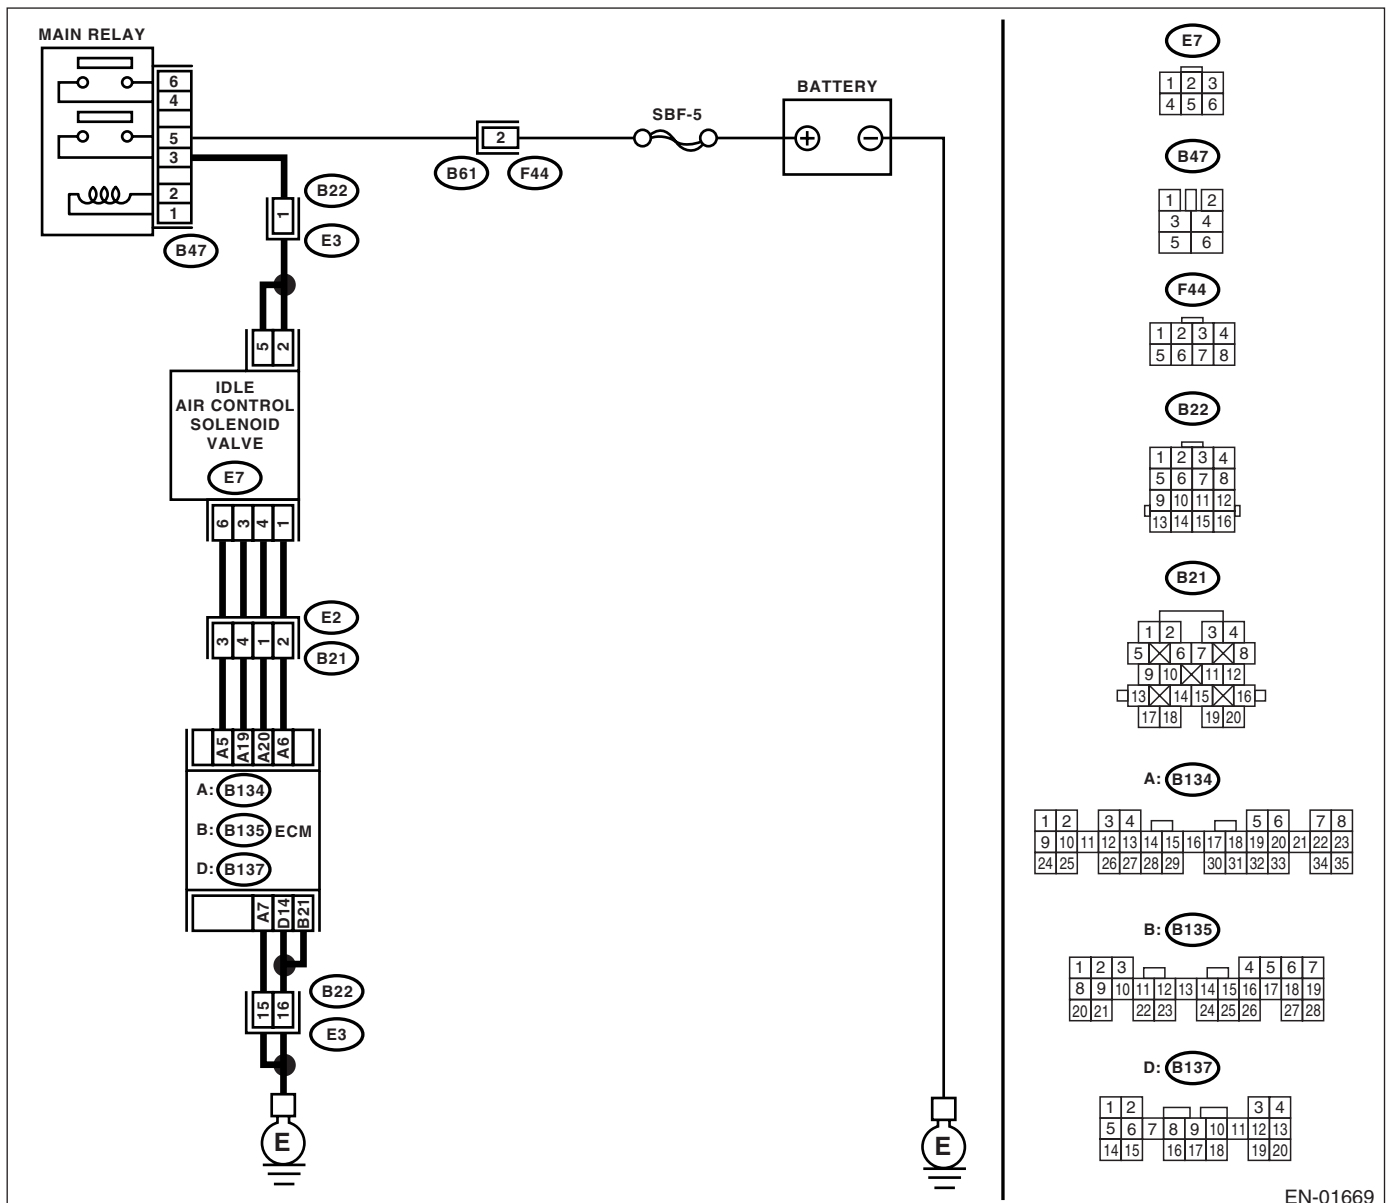 MAIN RELAY
6
4
5
3
2
1
B47
B22
1
E3
2
B61
F44
SBF-5
BATTERY
+
−
5 2
IDLE
AIR CONTROL
SOLENOID
VALVE
E7
6 3 4 1
E2
3 4 1 2
B21
A5 A19 A20 A6
A: B134
B: B135 ECM
D: B137
A7 D14 B21
B22
15 16
E3
E
E
E7
1 2 3
4 5 6
B47
1 2
3 4
5 6
F44
1 2 3 4
5 6 7 8
B22
1 2 3 4
5 6 7 8
9 10 11 12
13 14 15 16
B21
1 2 3 4
5 6 7 8
9 10 11 12
13 14 15 16
17 18 19 20
A: B134
1 2 3 4 5 6 7 8
9 10 11 12 13 14 15 16 17 18 19 20 21 22 23
24 25 26 27 28 29 30 31 32 33 34 35
B: B135
1 2 3 4 5 6 7
8 9 10 11 12 13 14 15 16 17 18 19
20 21 22 23 24 25 26 27 28
D: B137
1 2 3 4
5 6 7 8 9 10 11 12 13
14 15 16 17 18 19 20
EN-01669